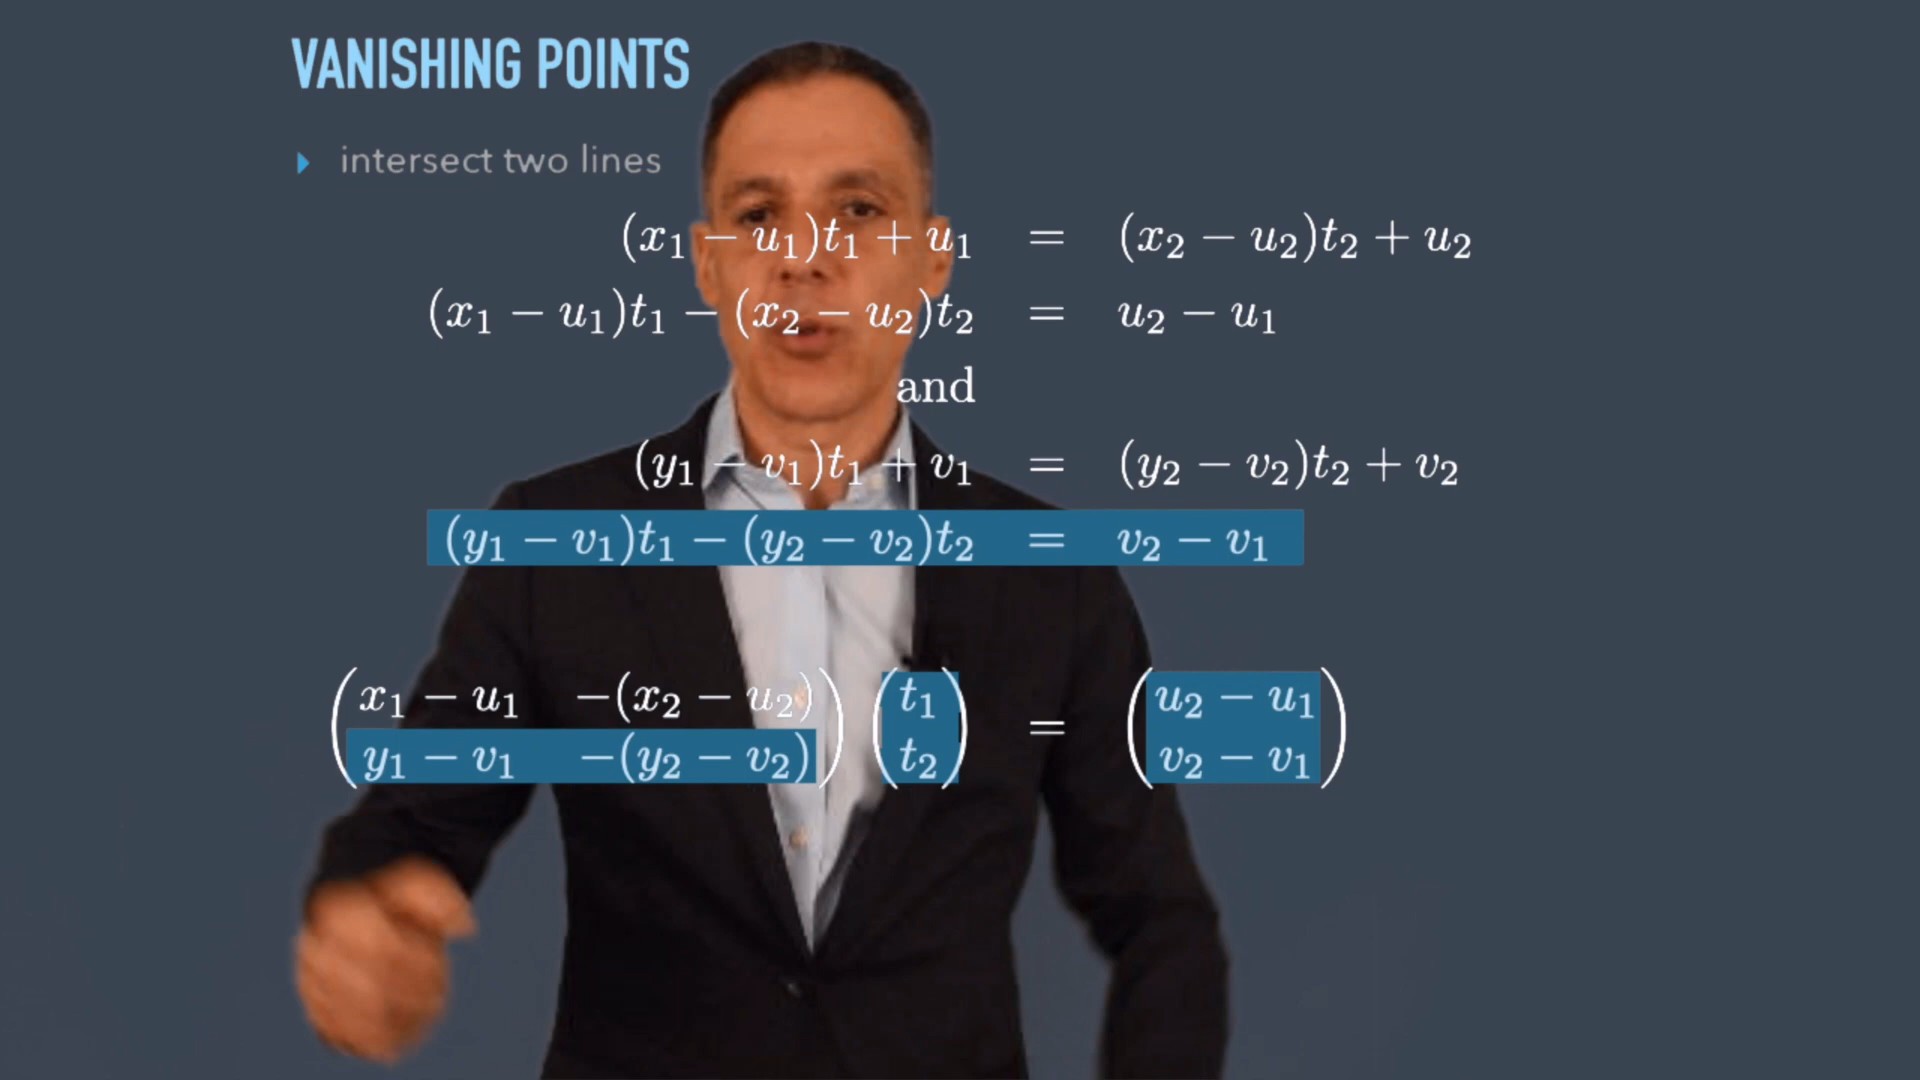 VANISHING POINTS
intersect two lines
(x₁ − u₁)t₁ + u₁ = (x₂ − u₂)t₂ + u₂
(x₁ − u₁)t₁ − (x₂ − u₂)t₂ = u₂ − u₁
and
(y₁ − v₁)t₁ + v₁ = (y₂ − v₂)t₂ + v₂
(y₁ − v₁)t₁ − (y₂ − v₂)t₂ = v₂ − v₁
(x₁ − u₁ −(x₂ − u₂)) (t₁) = (u₂ − u₁)
(y₁ − v₁ −(y₂ − v₂)) (t₂) (v₂ − v₁)